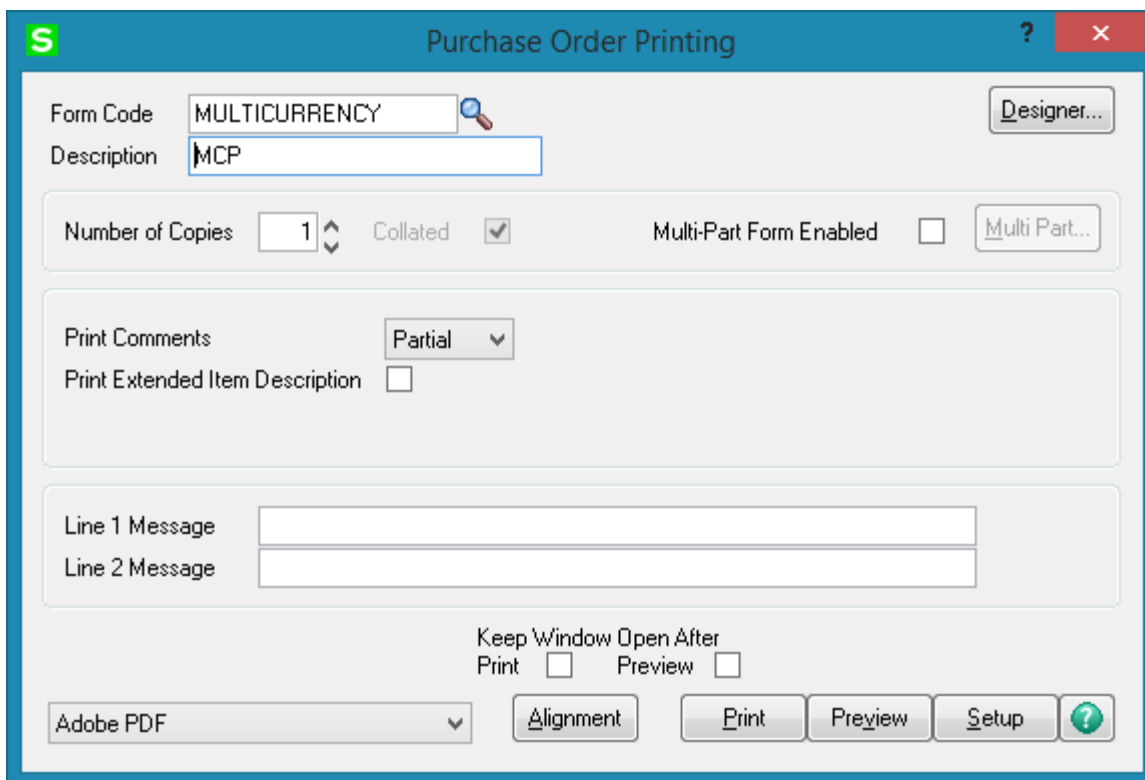 S Purchase Order Printing ? ×
Form Code MULTICURRENCY Designer...
Description MCP
Number of Copies 1 Collated Multi-Part Form Enabled Multi Part...
Print Comments Partial
Print Extended Item Description
Line 1 Message
Line 2 Message
Keep Window Open After
Print Preview
Adobe PDF Alignment Print Preview Setup ?